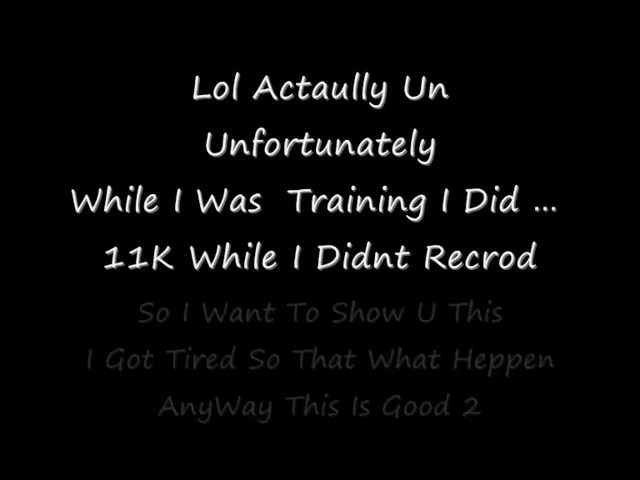 Lol Actaully Un
Unfortunately
While I Was Training I Did ...
11K While I Didnt Recrod
So I Want To Show U This
I Got Tired So That What Heppen
AnyWay This Is Good 2